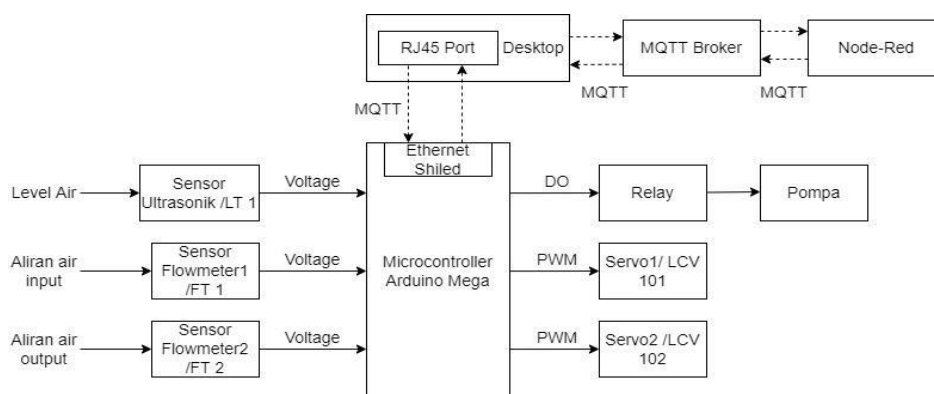 RJ45 Port
Desktop
MQTT Broker
Node-Red
MQTT
MQTT
MQTT
Ethernet
Shiled
Level Air
Sensor
Ultrasonik /LT 1
Voltage
DO
Relay
Pompa
Aliran air
input
Sensor
Flowmeter1
/FT 1
Voltage
Microcontroller
Arduino Mega
PWM
Servo1/ LCV
101
Aliran air
output
Sensor
Flowmeter2
/FT 2
Voltage
PWM
Servo2 /LCV
102